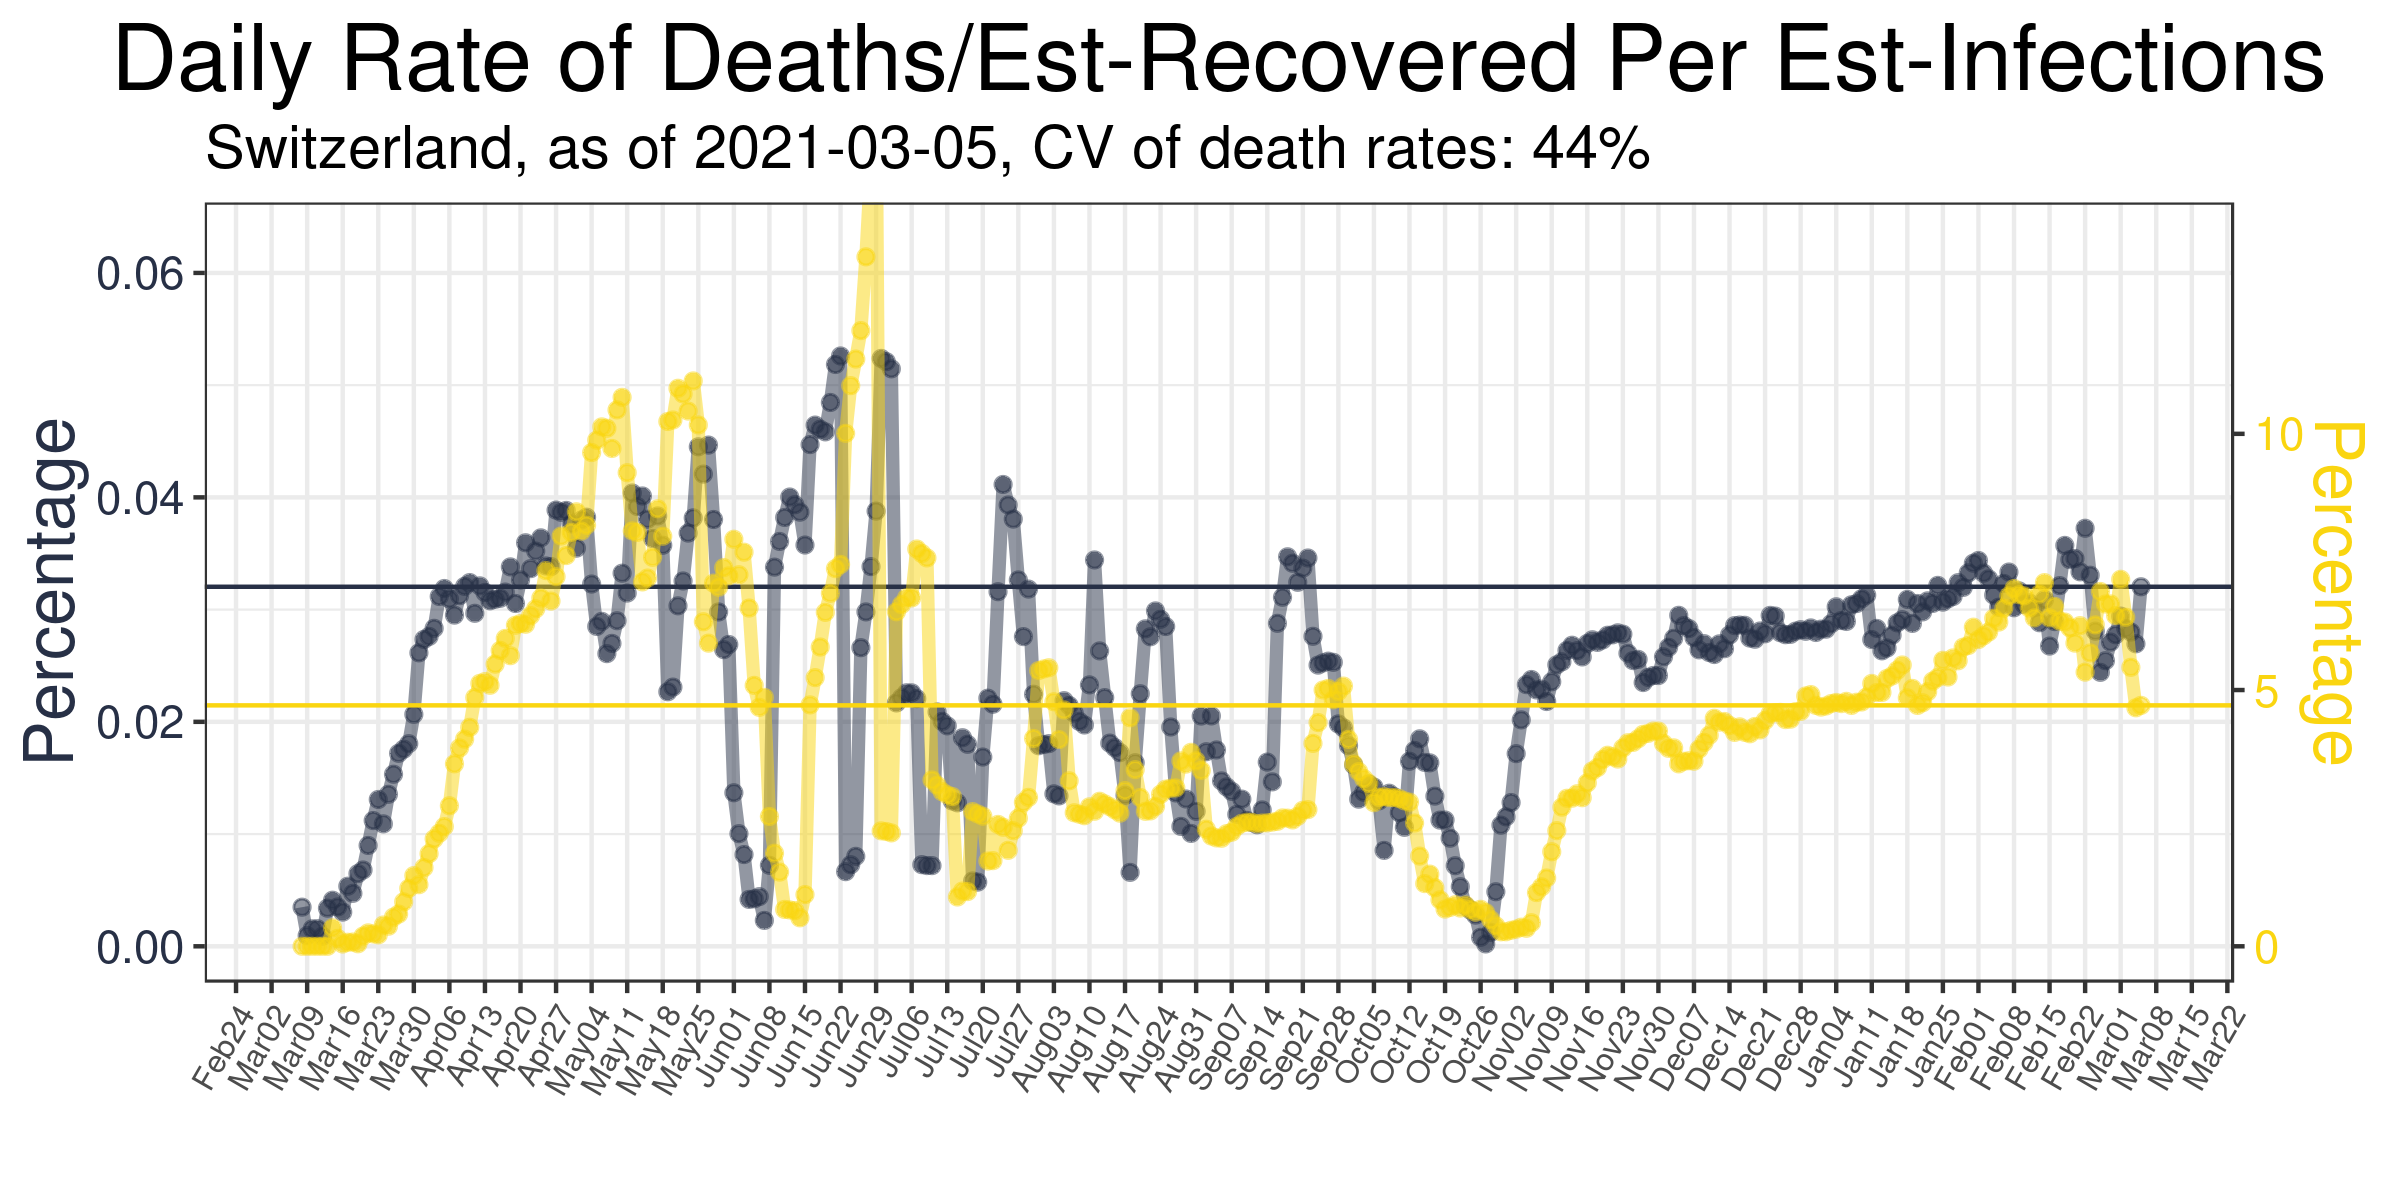 Daily Rate of Deaths/Est-Recovered Per Est-Infections
Switzerland, as of 2021-03-05, CV of death rates: 44%
Percentage
0.06
0.04
0.02
0.00
10
5
0
Percentage
Feb24
Mar02
Mar09
Mar16
Mar23
Mar30
Apr06
Apr13
Apr20
Apr27
May04
May11
May18
May25
Jun01
Jun08
Jun15
Jun22
Jun29
Jul06
Jul13
Jul20
Jul27
Aug03
Aug10
Aug17
Aug24
Aug31
Sep07
Sep14
Sep21
Sep28
Oct05
Oct12
Oct19
Oct26
Nov02
Nov09
Nov16
Nov23
Nov30
Dec07
Dec14
Dec21
Dec28
Dec04
Jan11
Jan18
Jan25
Jan25
Feb01
Feb08
Feb15
Feb22
Mar01
Mar08
Mar15
Mar22